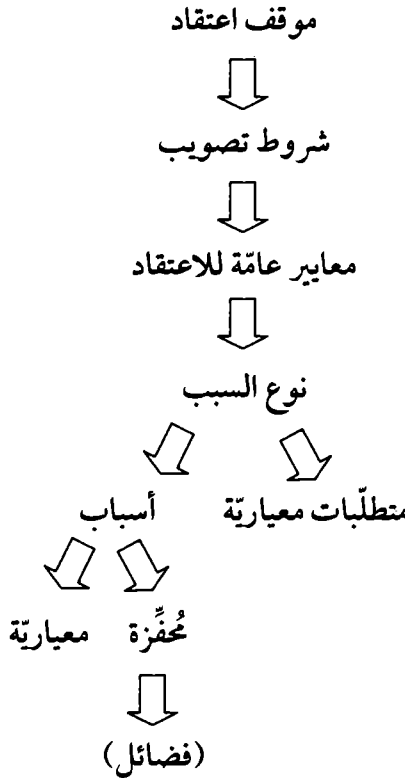 موقف اعتقاد
شروط تصويب
معايير عامّة للاعتقاد
نوع السبب
متطلّبات معياريّة
أسباب
مُحفِّزة
معياريّة
(فضائل)